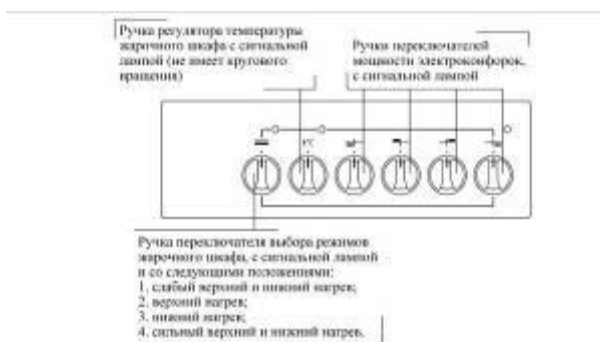 Ручка регулятора температуры
жарочного шкафа с сигнальной
лампой (не имеет кругового
вращения)
Ручки переключателей
мощности электроконфорок,
с сигнальной лампой
°C
Ручка переключателя выбора режимов
жарочного шкафа, с сигнальной лампой
и со следующими положениями:
1. слабый верхний и нижний нагрев;
2. верхний нагрев;
3. нижний нагрев;
4. сильный верхний и нижний нагрев.